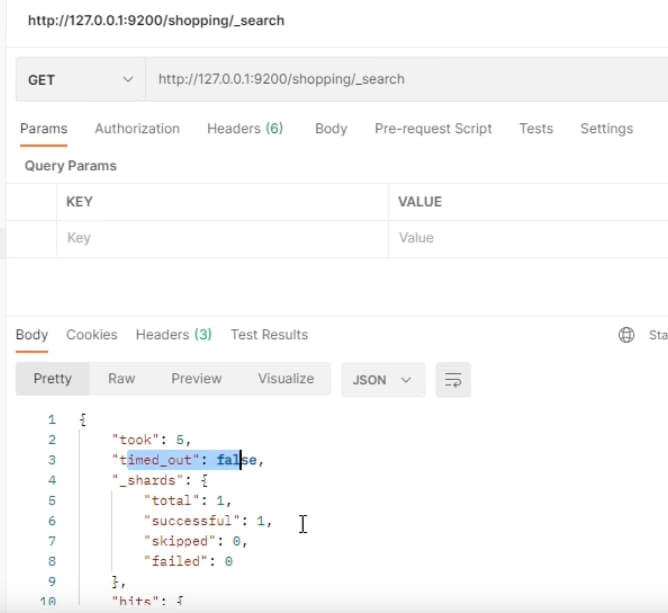 http://127.0.0.1:9200/shopping/_search
GET http://127.0.0.1:9200/shopping/_search
Params Authorization Headers (6) Body Pre-request Script Tests Settings
Query Params
KEY VALUE
Key Value
Body Cookies Headers (3) Test Results Sta
Pretty Raw Preview Visualize JSON
1 {
2 "took": 5,
3 "timed_out": false,
4 "_shards": {
5 "total": 1,
6 "successful": 1,
7 "skipped": 0,
8 "failed": 0
9 },
10 "hits": {